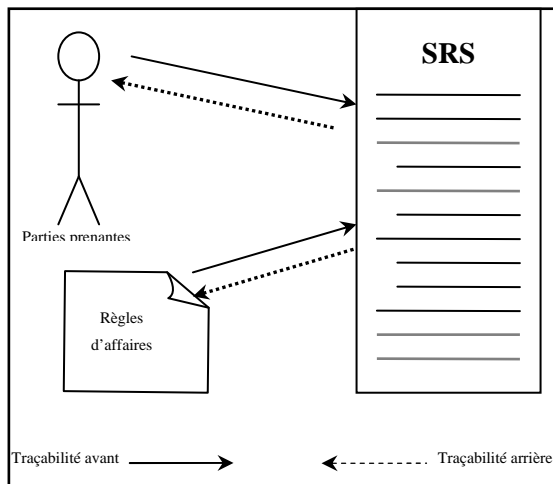 SRS
Parties prenantes
Règles
d'affaires
Traçabilité avant
Traçabilité arrière